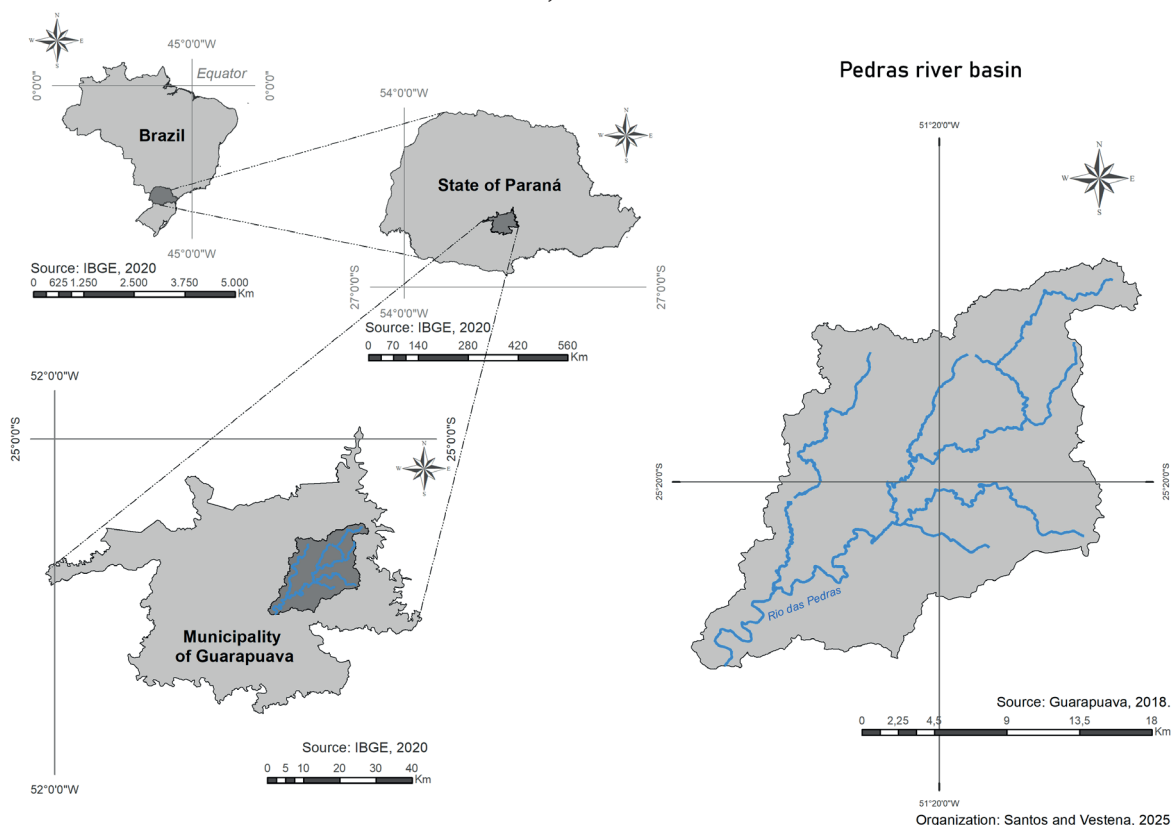 N
W E
S
45°0'0"W
Equator
0°0'0"
0°0'0"
Brazil
45°0'0"W
Source: IBGE, 2020
0 625 1.250 2.500 3.750 5.000
Km
54°0'0"W
N
W E
S
State of Paraná
27°0'0"S
27°0'0"S
54°0'0"W
Source: IBGE, 2020
0 70 140 280 420 560
Km
52°0'0"W
25°0'0"S
25°0'0"S
N
W E
S
Municipality
of Guarapuava
Source: IBGE, 2020
0 5 10 20 30 40
Km
52°0'0"W
Pedras river basin
51°20'0"W
N
W E
S
25°20'0"S
25°20'0"S
Rio das Pedras
Source: Guarapuava, 2018.
0 2,25 4,5 9 13,5 18
Km
51°20'0"W
Organization: Santos and Vestena, 2025